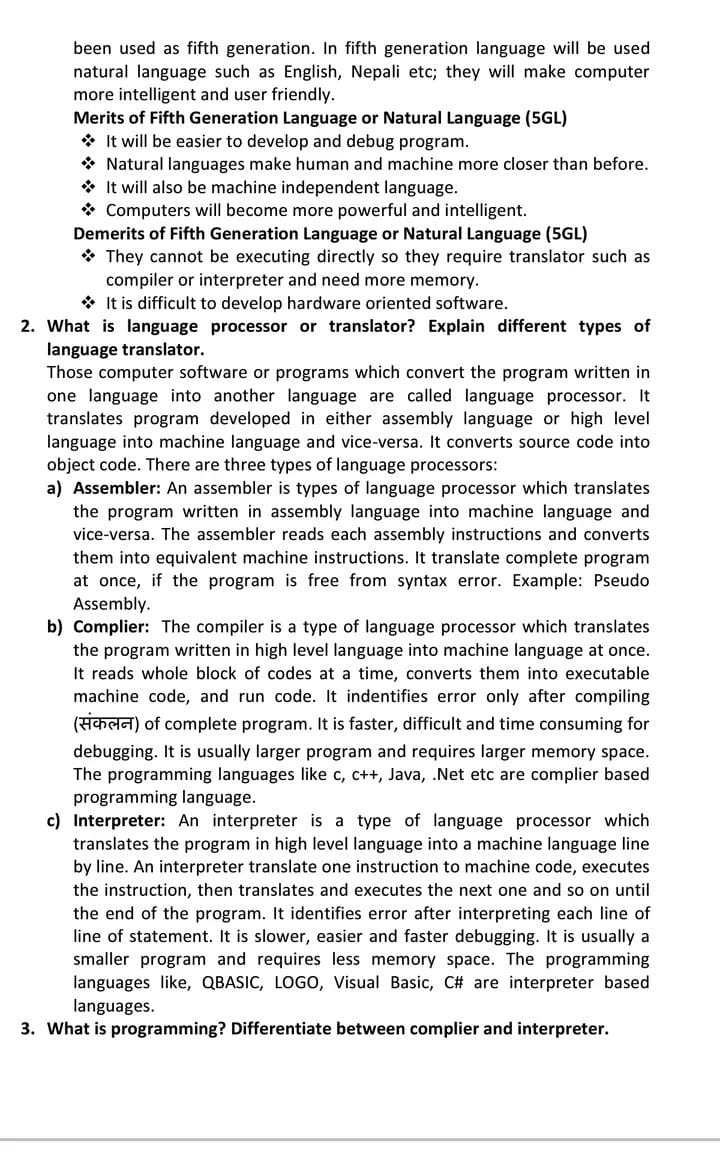 been used as fifth generation. In fifth generation language will be used
natural language such as English, Nepali etc; they will make computer
more intelligent and user friendly.
Merits of Fifth Generation Language or Natural Language (5GL)
❖ It will be easier to develop and debug program.
❖ Natural languages make human and machine more closer than before.
❖ It will also be machine independent language.
❖ Computers will become more powerful and intelligent.
Demerits of Fifth Generation Language or Natural Language (5GL)
❖ They cannot be executing directly so they require translator such as
compiler or interpreter and need more memory.
❖ It is difficult to develop hardware oriented software.
2. What is language processor or translator? Explain different types of
language translator.
Those computer software or programs which convert the program written in
one language into another language are called language processor. It
translates program developed in either assembly language or high level
language into machine language and vice-versa. It converts source code into
object code. There are three types of language processors:
a) Assembler: An assembler is types of language processor which translates
the program written in assembly language into machine language and
vice-versa. The assembler reads each assembly instructions and converts
them into equivalent machine instructions. It translate complete program
at once, if the program is free from syntax error. Example: Pseudo
Assembly.
b) Complier: The compiler is a type of language processor which translates
the program written in high level language into machine language at once.
It reads whole block of codes at a time, converts them into executable
machine code, and run code. It indentifies error only after compiling
(संकलन) of complete program. It is faster, difficult and time consuming for
debugging. It is usually larger program and requires larger memory space.
The programming languages like c, c++, Java, .Net etc are complier based
programming language.
c) Interpreter: An interpreter is a type of language processor which
translates the program in high level language into a machine language line
by line. An interpreter translate one instruction to machine code, executes
the instruction, then translates and executes the next one and so on until
the end of the program. It identifies error after interpreting each line of
line of statement. It is slower, easier and faster debugging. It is usually a
smaller program and requires less memory space. The programming
languages like, QBASIC, LOGO, Visual Basic, C# are interpreter based
languages.
3. What is programming? Differentiate between complier and interpreter.